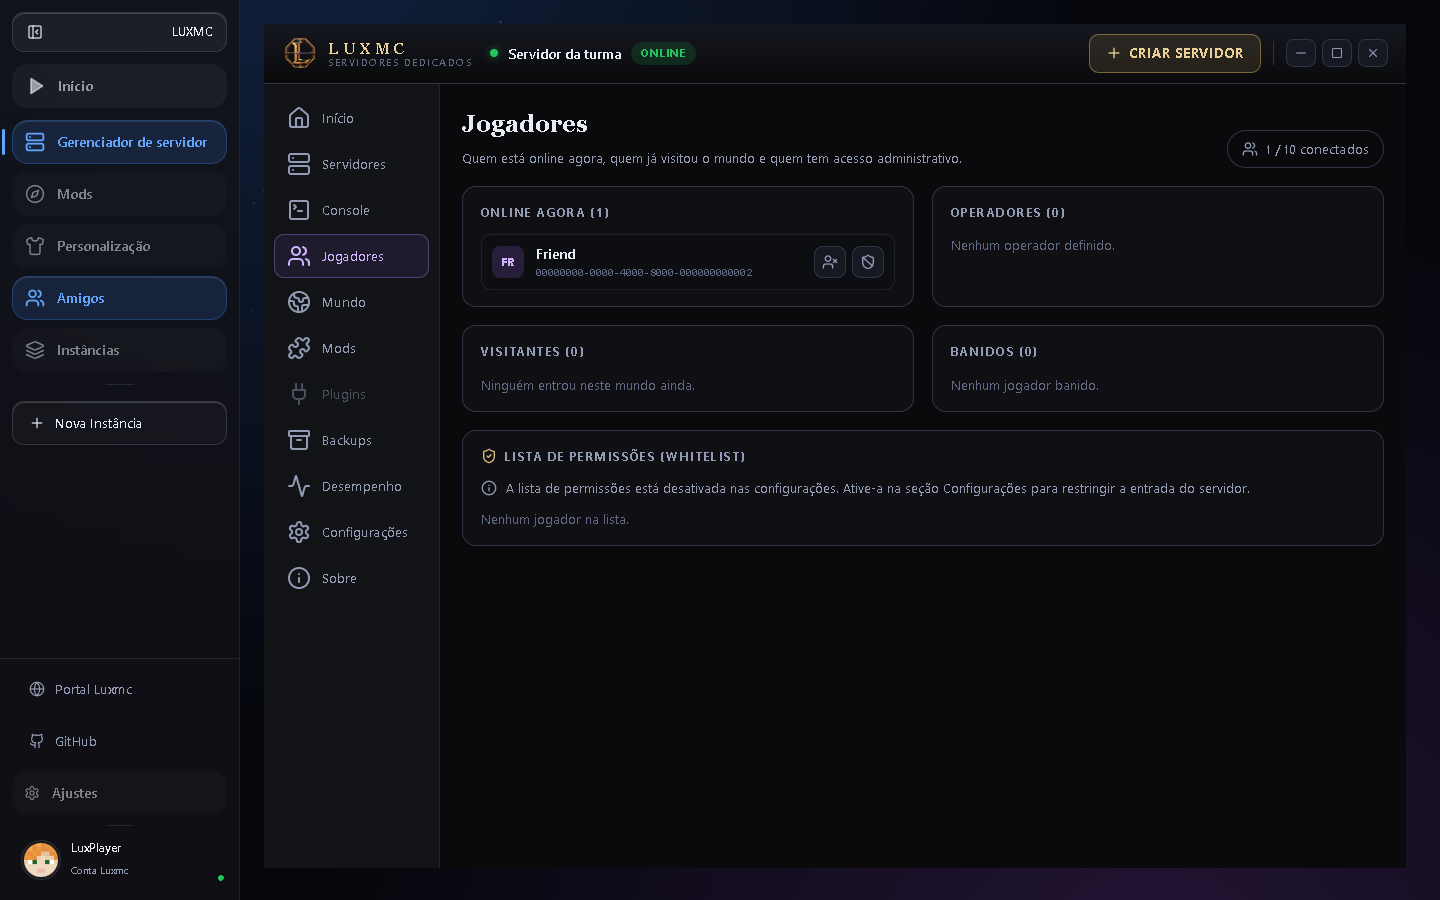 LUXMC
Início
Gerenciador de servidor
Mods
Personalização
Amigos
Instâncias
Nova Instância
Portal Luxmc
GitHub
Ajustes
LuxPlayer
Conta Luxmc
LUXMC
SERVIDORES DEDICADOS
Servidor da turma
ONLINE
CRIAR SERVIDOR
Início
Servidores
Console
Jogadores
Mundo
Mods
Plugins
Backups
Desempenho
Configurações
Sobre
Jogadores
Quem está online agora, quem já visitou o mundo e quem tem acesso administrativo.
1 / 10 conectados
ONLINE AGORA (1)
FR
Friend
00000000-0000-4000-8000-000000000002
OPERADORES (0)
Nenhum operador definido.
VISITANTES (0)
Ninguém entrou neste mundo ainda.
BANIDOS (0)
Nenhum jogador banido.
LISTA DE PERMISSÕES (WHITELIST)
A lista de permissões está desativada nas configurações. Ative-a na seção Configurações para restringir a entrada do servidor.
Nenhum jogador na lista.